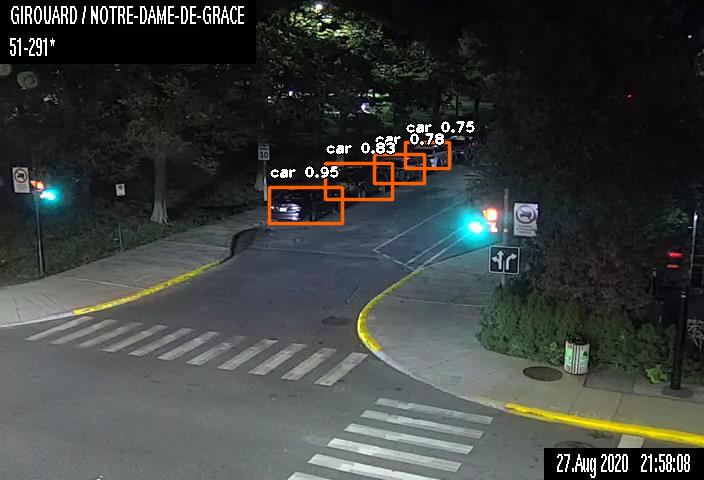 GIROUARD / NOTRE-DAME-DE-GRACE
51-291*
car 0.75
car 0.78
car 0.83
car 0.95
30
27.Aug 2020 21:58:08